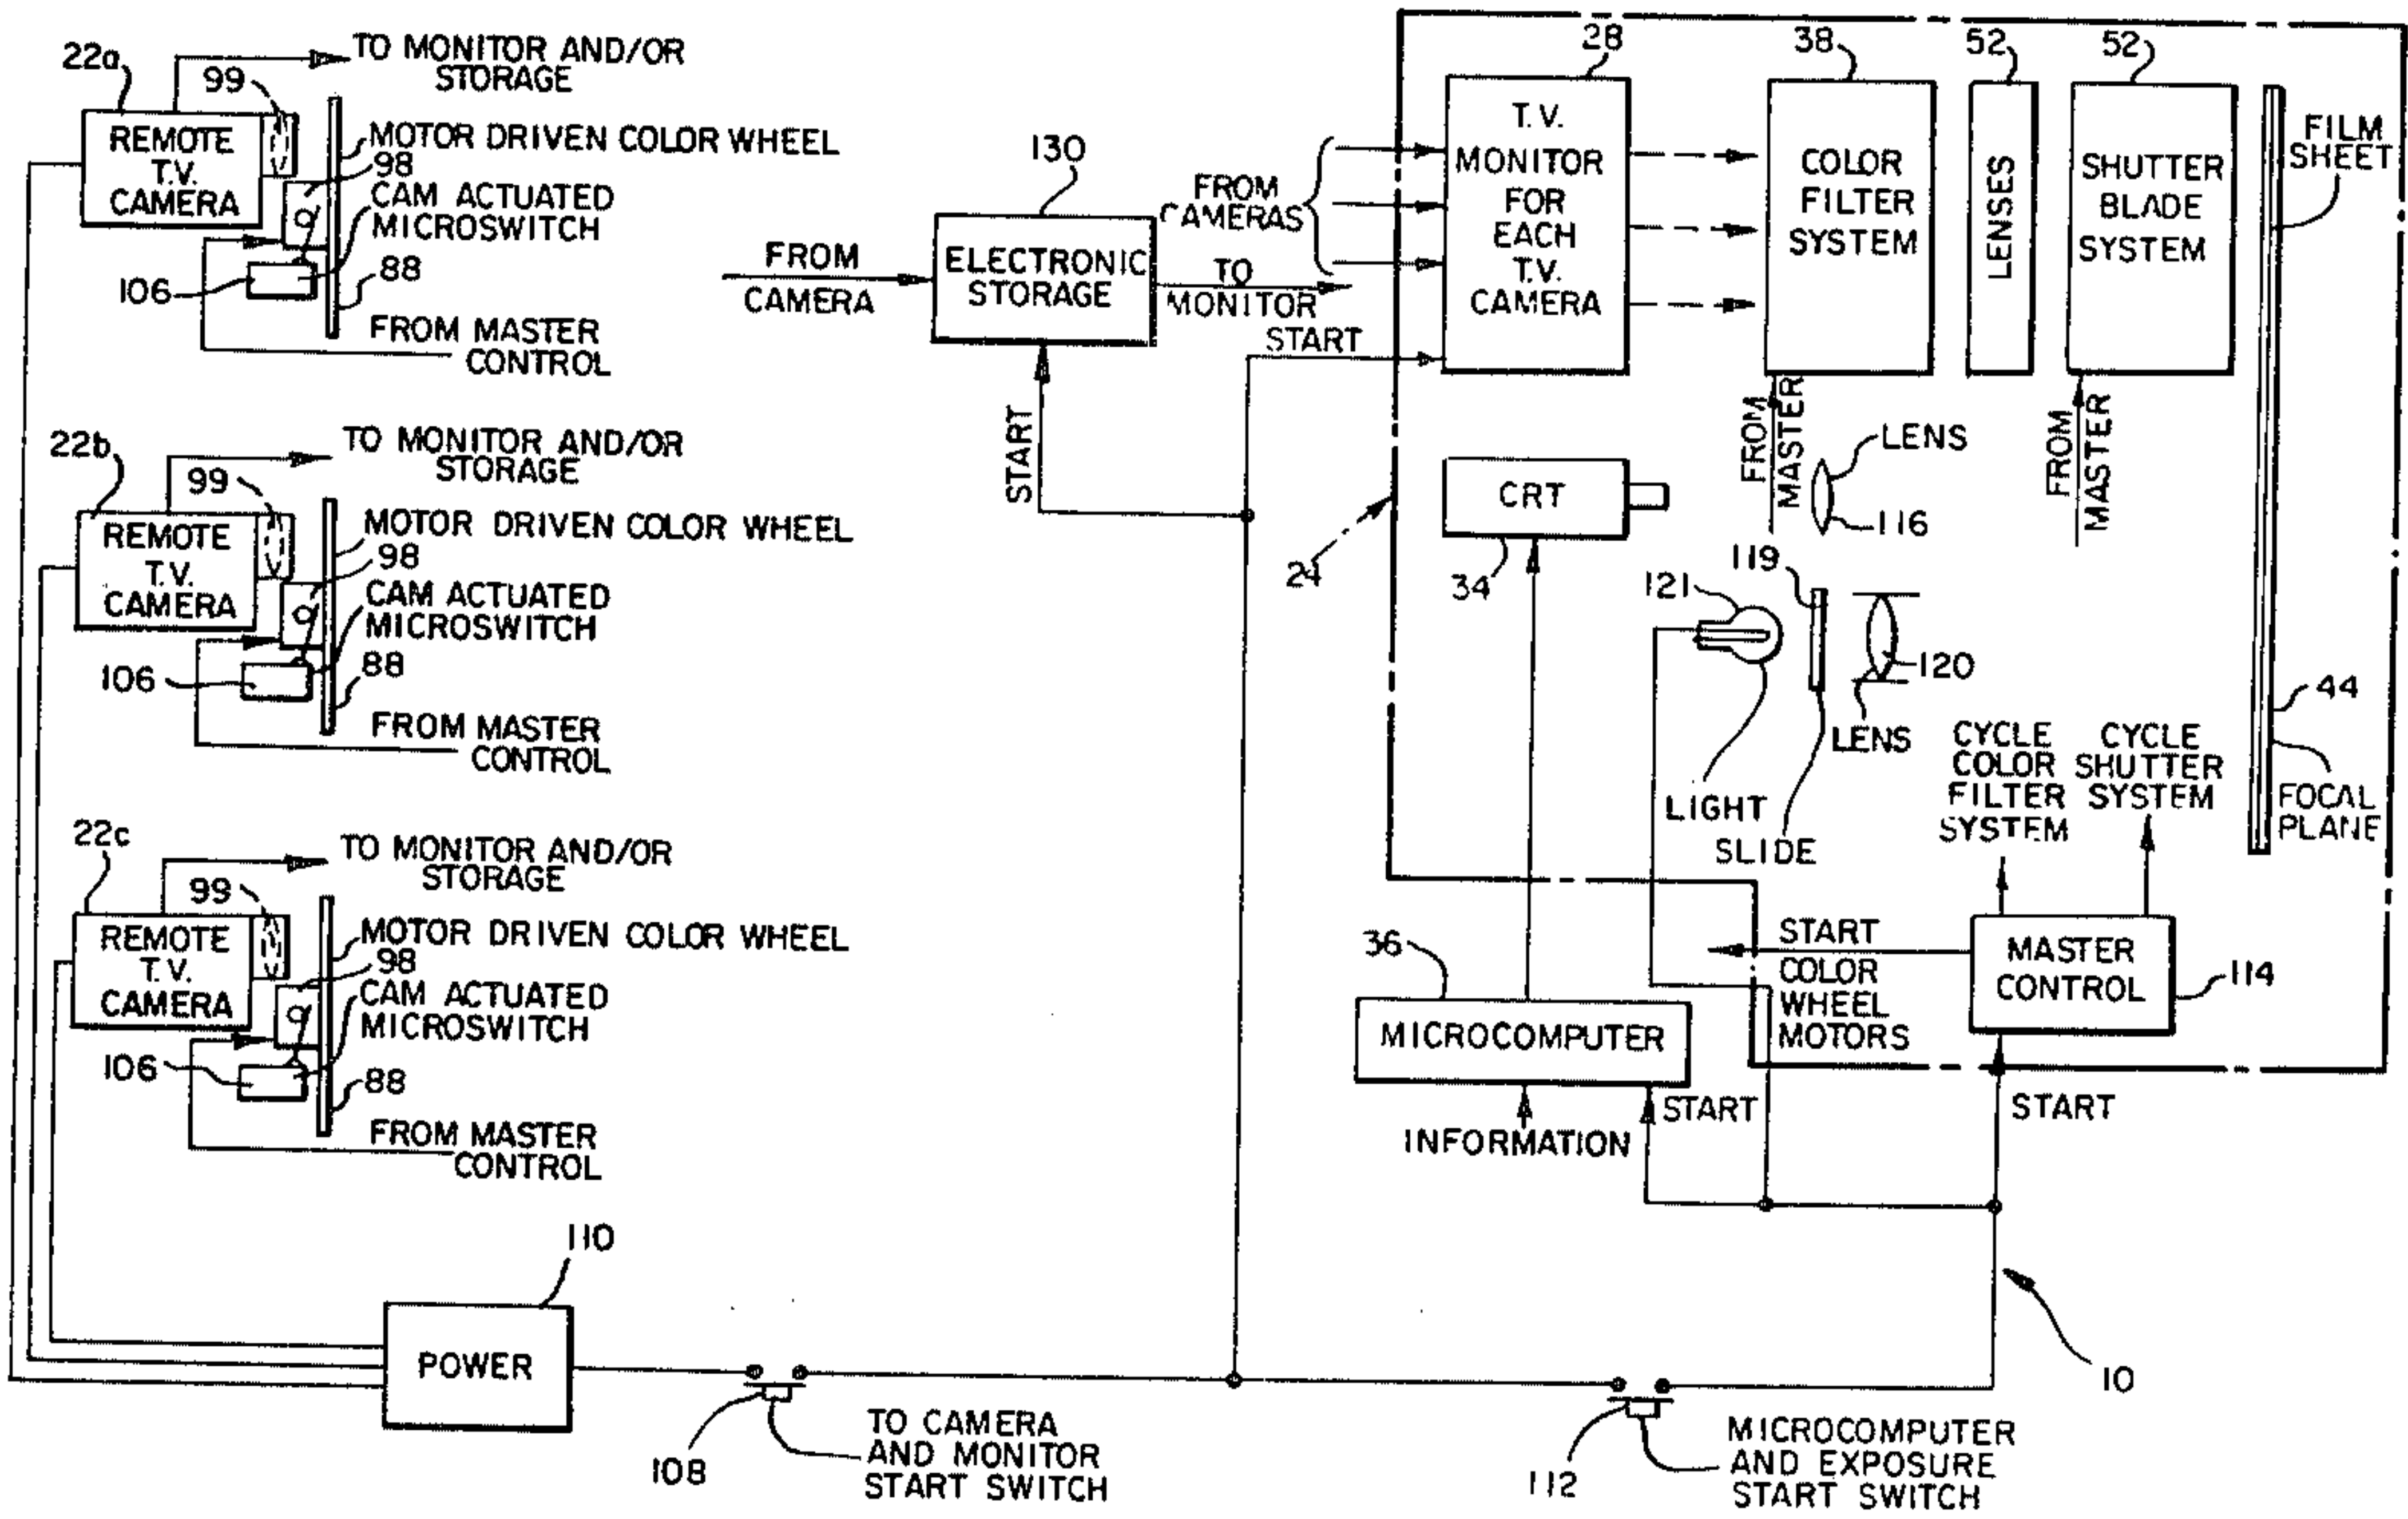 22a
99
TO MONITOR AND/OR
STORAGE
REMOTE
T.V.
CAMERA
MOTOR DRIVEN COLOR WHEEL
98
CAM ACTUATED
MICROSWITCH
106
88
FROM MASTER
CONTROL
22b
99
TO MONITOR AND/OR
STORAGE
REMOTE
T.V.
CAMERA
MOTOR DRIVEN COLOR WHEEL
98
CAM ACTUATED
MICROSWITCH
106
88
FROM MASTER
CONTROL
22c
99
TO MONITOR AND/OR
STORAGE
REMOTE
T.V.
CAMERA
MOTOR DRIVEN COLOR WHEEL
98
CAM ACTUATED
MICROSWITCH
106
88
FROM MASTER
CONTROL
110
POWER
108
TO CAMERA
AND MONITOR
START SWITCH
130
FROM
CAMERA
ELECTRONIC
STORAGE
TO
MONITOR
START
START
FROM
CAMERAS
28
T.V.
MONITOR
FOR
EACH
T.V.
CAMERA
38
COLOR
FILTER
SYSTEM
52
LENSES
52
SHUTTER
BLADE
SYSTEM
FILM
SHEET
FROM
MASTER
FROM
MASTER
24
CRT
34
LENS
116
121
119
120
LIGHT
SLIDE
LENS
44
FOCAL
PLANE
CYCLE
COLOR
FILTER
SYSTEM
CYCLE
SHUTTER
SYSTEM
START
COLOR
WHEEL
MOTORS
MASTER
CONTROL
114
36
MICROCOMPUTER
INFORMATION
START
START
10
112
MICROCOMPUTER
AND EXPOSURE
START SWITCH